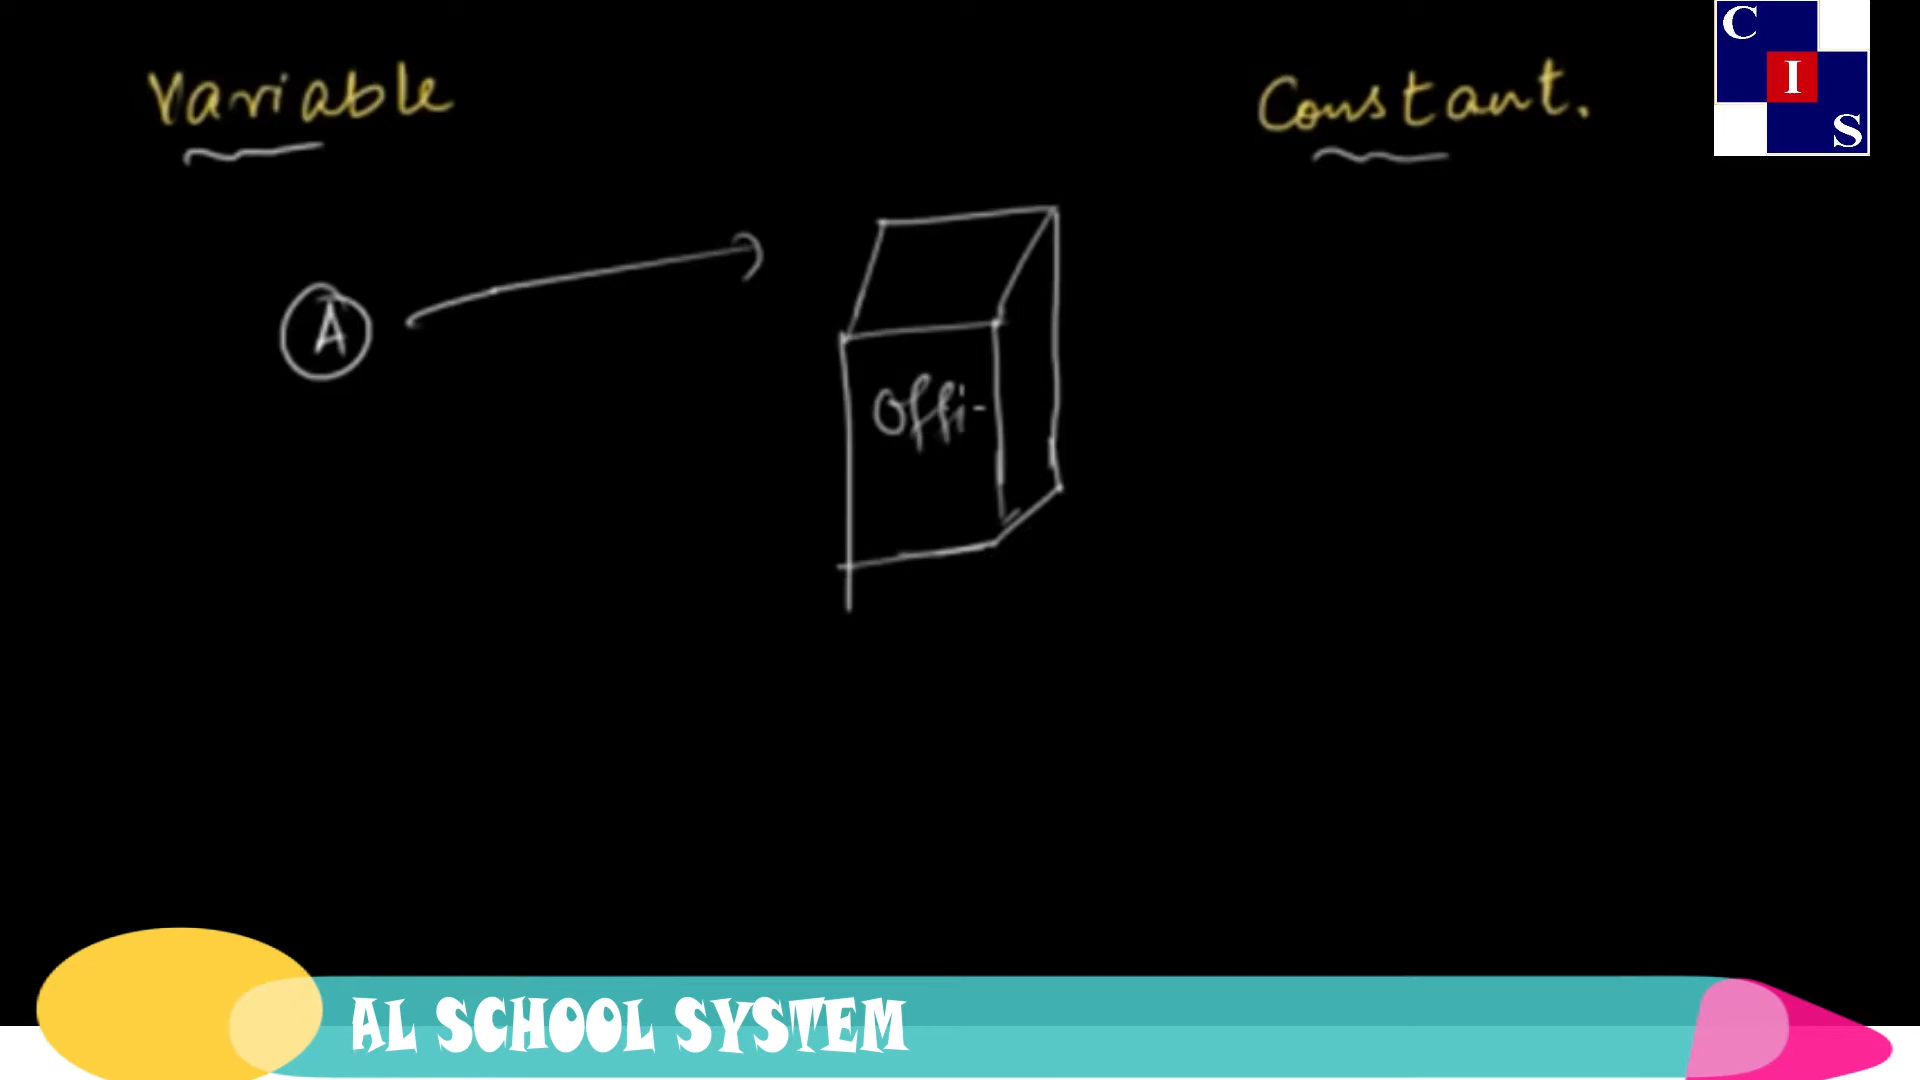 Variable
Constant.
C
I
S
A
Offi-
AL SCHOOL SYSTEM